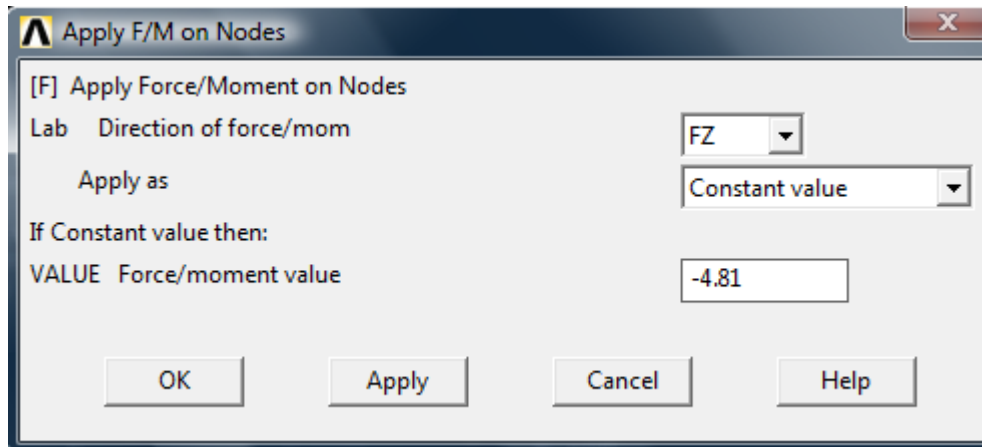 Apply F/M on Nodes
[F] Apply Force/Moment on Nodes
Lab Direction of force/mom FZ
Apply as Constant value
If Constant value then:
VALUE Force/moment value -4.81
OK Apply Cancel Help